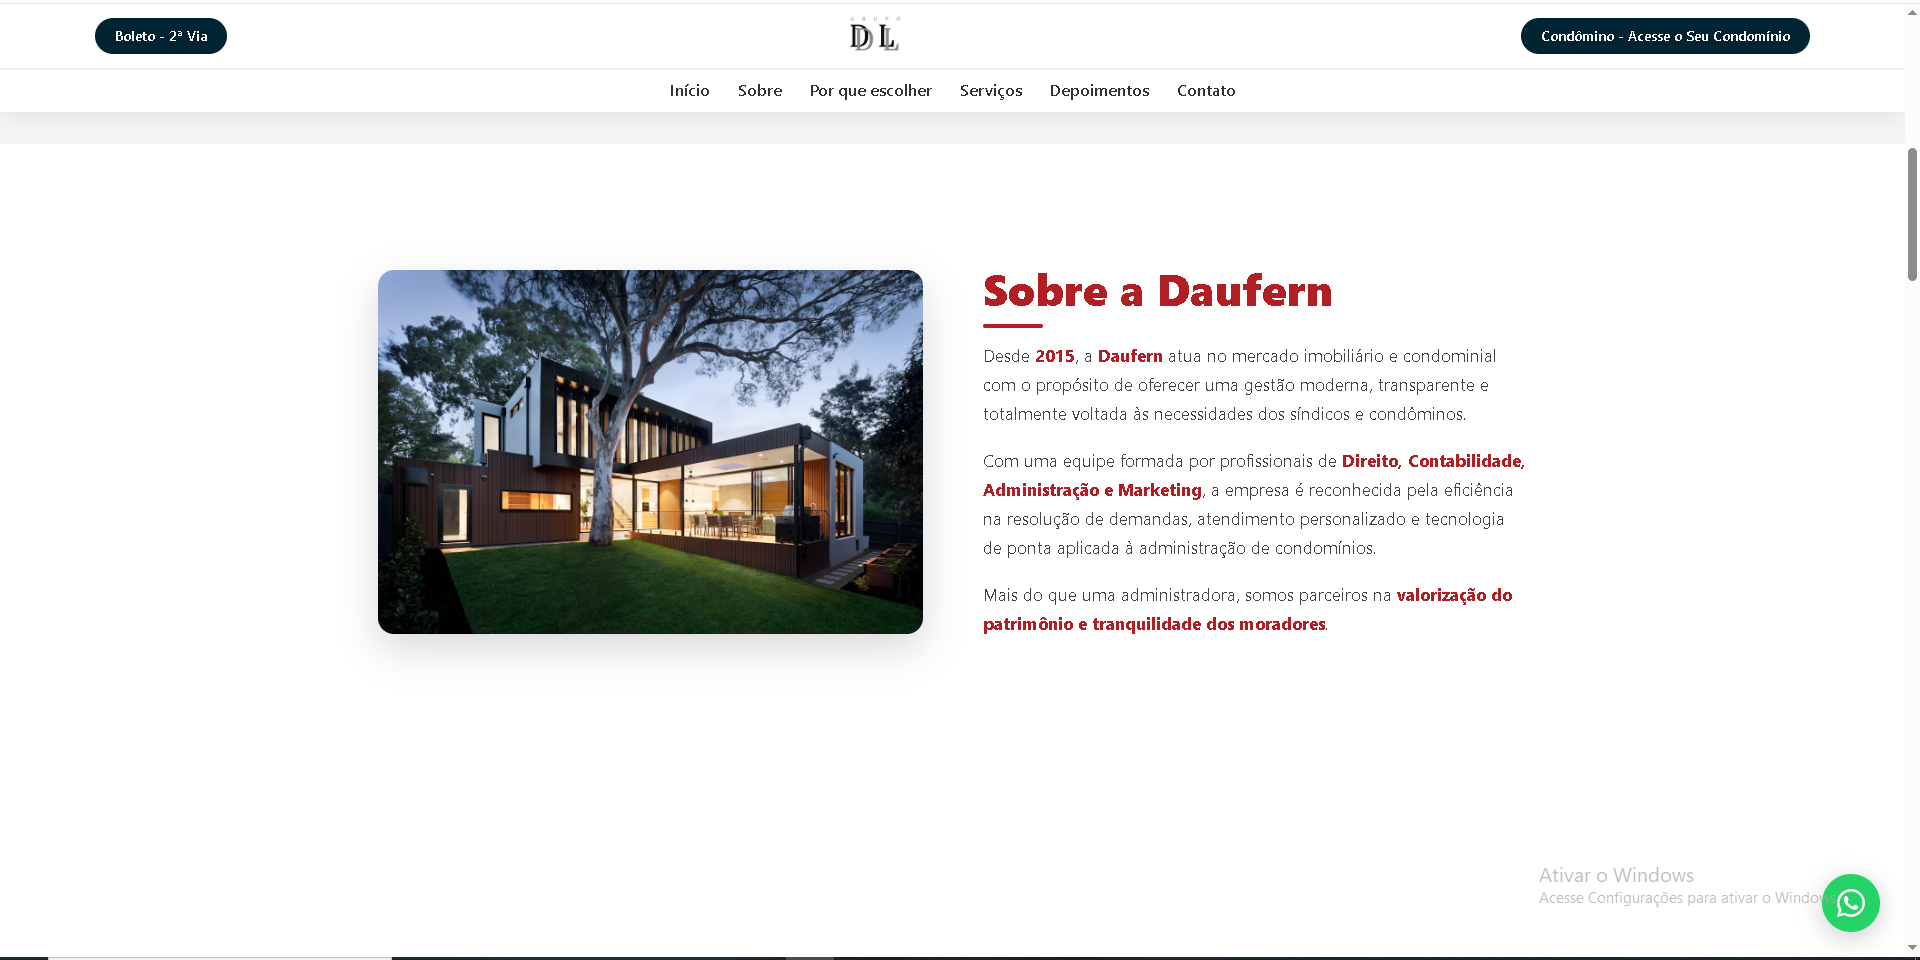 Boleto - 2ª Via
GRUPO
DL
Condômino - Acesse o Seu Condomínio
Início Sobre Por que escolher Serviços Depoimentos Contato
Sobre a Daufern
Desde 2015, a Daufern atua no mercado imobiliário e condominial
com o propósito de oferecer uma gestão moderna, transparente e
totalmente voltada às necessidades dos síndicos e condôminos.
Com uma equipe formada por profissionais de Direito, Contabilidade,
Administração e Marketing, a empresa é reconhecida pela eficiência
na resolução de demandas, atendimento personalizado e tecnologia
de ponta aplicada à administração de condomínios.
Mais do que uma administradora, somos parceiros na valorização do
patrimônio e tranquilidade dos moradores.
Ativar o Windows
Acesse Configurações para ativar o Windows